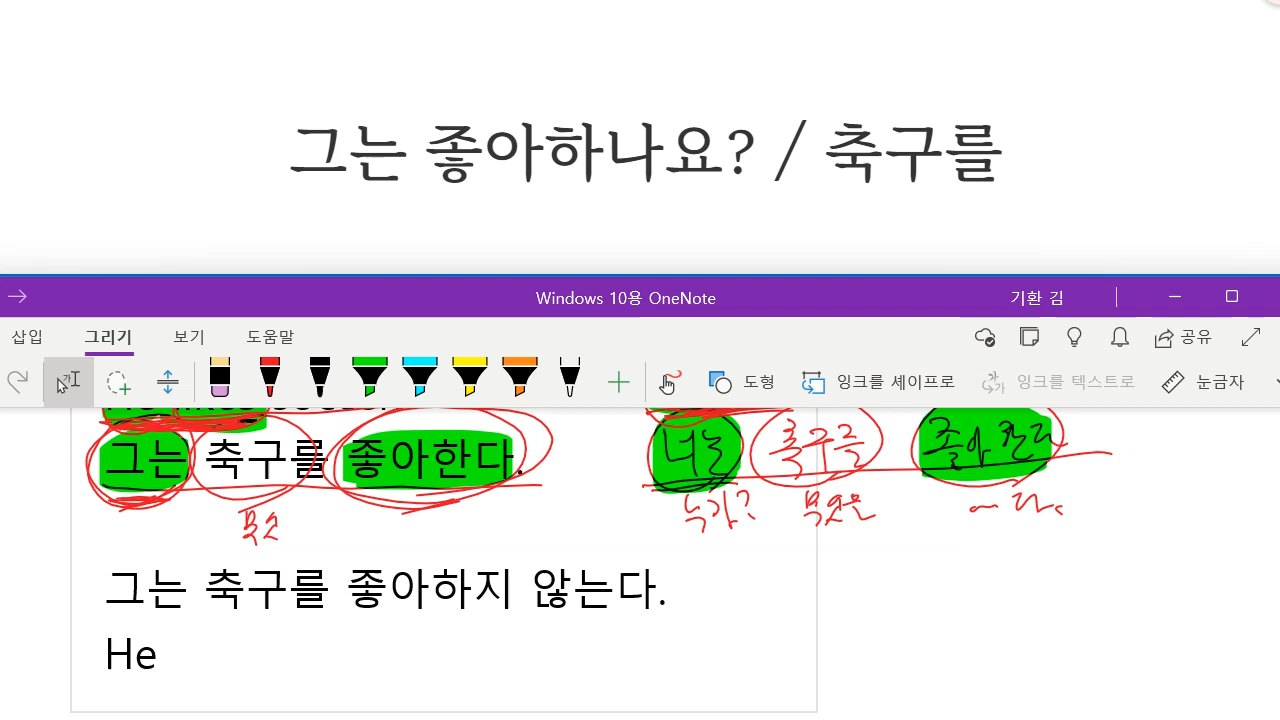 그는 좋아하나요? / 축구를
Windows 10용 OneNote
기환 김
삽입 그리기 보기 도움말
공유
도형 잉크를 셰이프로 잉크를 텍스트로 눈금자
그는 축구를 좋아한다. 너는 축구를 좋아한다
무엇 누가? 무엇을 ~다.
그는 축구를 좋아하지 않는다.
He